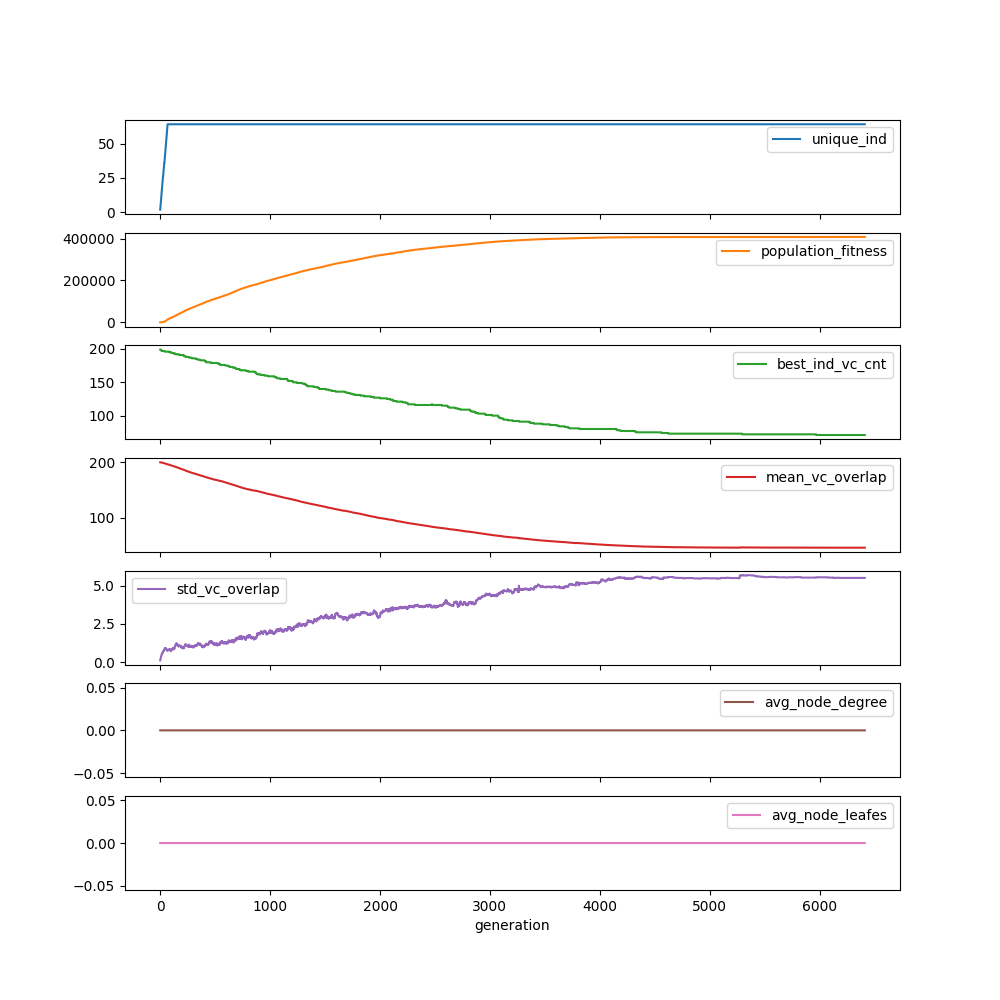 50
25
0
unique_ind
400000
200000
0
population_fitness
200
150
100
best_ind_vc_cnt
200
100
mean_vc_overlap
5.0
2.5
0.0
std_vc_overlap
0.05
0.00
−0.05
avg_node_degree
0.05
0.00
−0.05
avg_node_leafes
0 1000 2000 3000 4000 5000 6000
generation